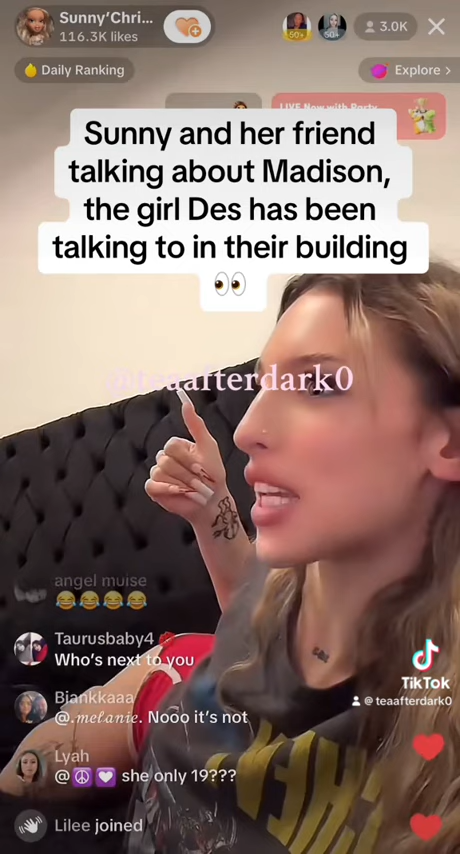 Sunny’Chri...
116.3K likes
50+
50+
3.0K
Daily Ranking
Explore >
LIVE Now with Party
Sunny and her friend
talking about Madison,
the girl Des has been
talking to in their building
👀
@teaafterdark0
angel muise
😂😂😂😂
Taurusbaby4🌹
Who’s next to you
Biankkaaa
@.𝓂𝑒𝓁𝒶𝓃𝒾𝑒. Nooo it’s not
Lyah
@☮️💟 she only 19???
Lilee joined
TikTok
@teaafterdark0